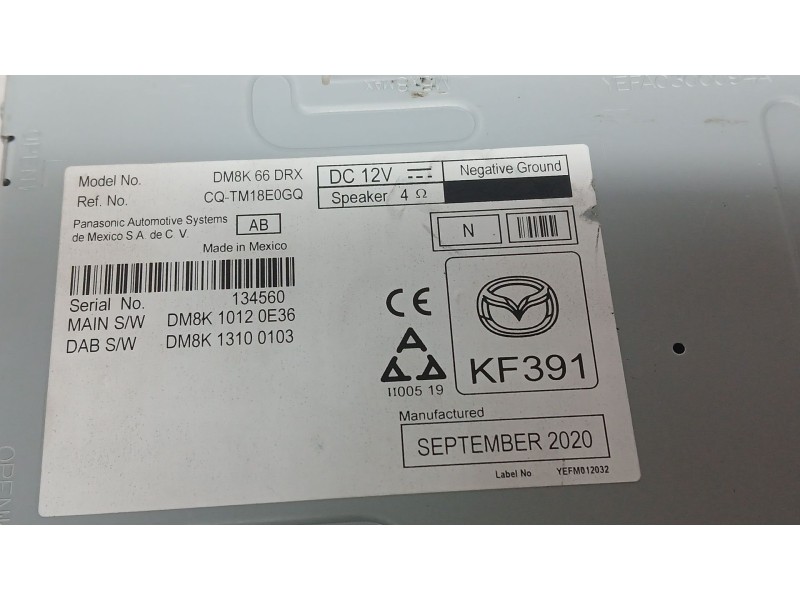 Model No. DM8K 66 DRX
Ref. No. CQ-TM18E0GQ
Panasonic Automotive Systems
de Mexico S.A. de C V.
AB
Made in Mexico
DC 12V
Negative Ground
Speaker 4 Ω
N
Serial No. 134560
MAIN S/W DM8K 1012 0E36
DAB S/W DM8K 1310 0103
CE
A
11005 19
KF391
Manufactured
SEPTEMBER 2020
Label No YEFM012032